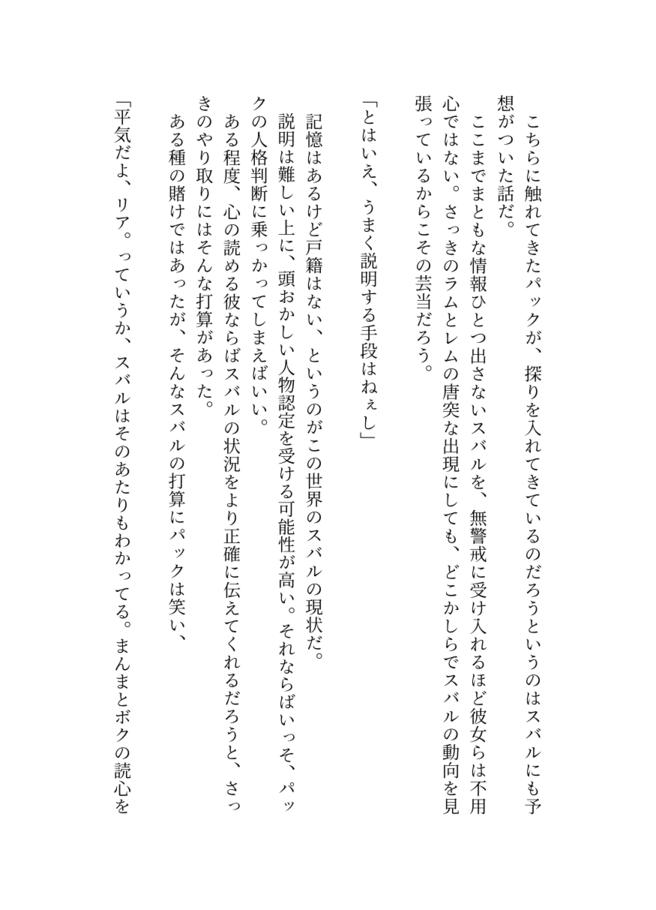 こちらに触れてきたパックが、探りを入れてきているのだろうというのはスバルにも予
想がついた話だ。
ここまでまともな情報ひとつ出さないスバルを、無警戒に受け入れるほど彼女らは不用
心ではない。さっきのラムとレムの唐突な出現にしても、どこかしらでスバルの動向を見
張っているからこその芸当だろう。
「とはいえ、うまく説明する手段はねぇし」
記憶はあるけど戸籍はない、というのがこの世界のスバルの現状だ。
説明は難しい上に、頭おかしい人物認定を受ける可能性が高い。それならばいっそ、パッ
クの人格判断に乗っかってしまえばいい。
ある程度、心の読める彼ならばスバルの状況をより正確に伝えてくれるだろうと、さっ
きのやり取りにはそんな打算があった。
ある種の賭けではあったが、そんなスバルの打算にパックは笑い、
「平気だよ、リア。っていうか、スバルはそのあたりもわかってる。まんまとボクの読心を